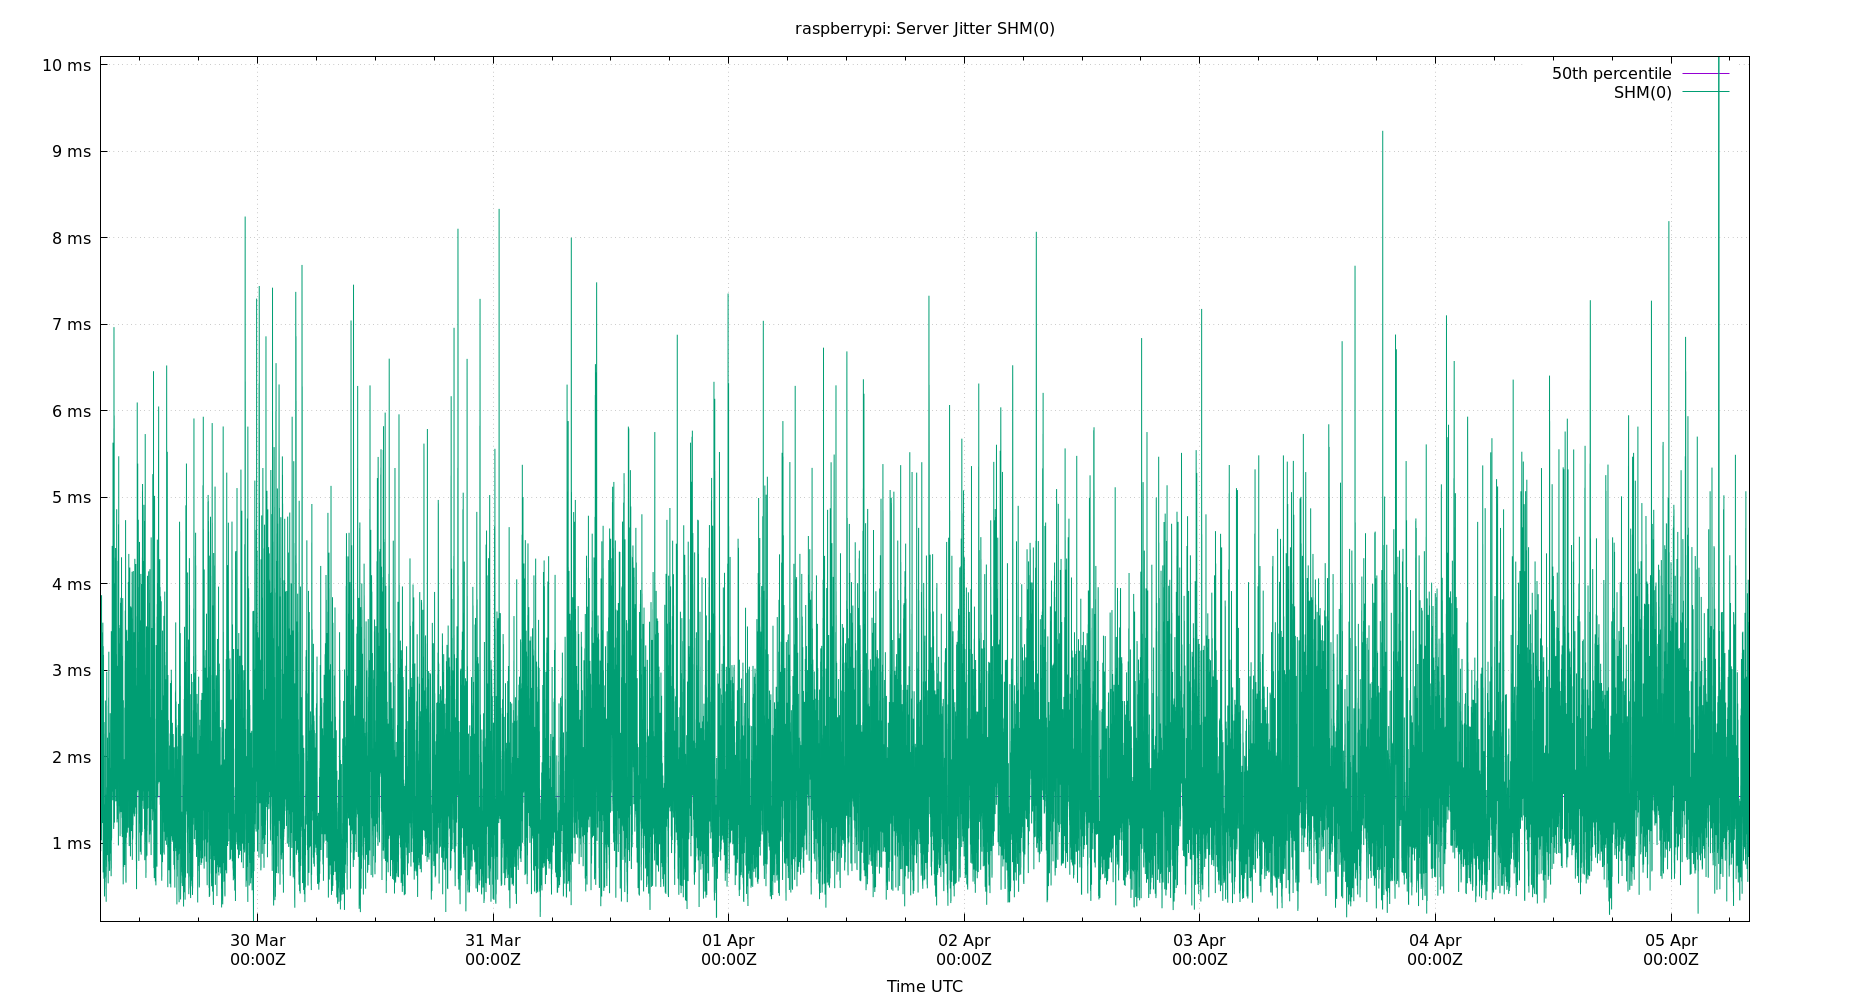 raspberrypi: Server Jitter SHM(0)
10 ms
9 ms
8 ms
7 ms
6 ms
5 ms
4 ms
3 ms
2 ms
1 ms
50th percentile
SHM(0)
30 Mar
00:00Z
31 Mar
00:00Z
01 Apr
00:00Z
02 Apr
00:00Z
03 Apr
00:00Z
04 Apr
00:00Z
05 Apr
00:00Z
Time UTC